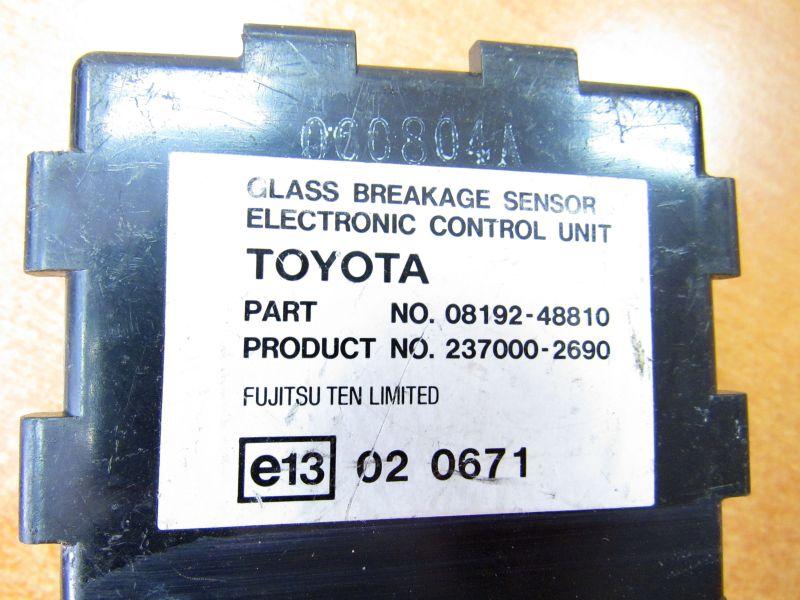 000804A
GLASS BREAKAGE SENSOR
ELECTRONIC CONTROL UNIT
TOYOTA
PART NO. 08192-48810
PRODUCT NO. 237000-2690
FUJITSU TEN LIMITED
e13 02 0671